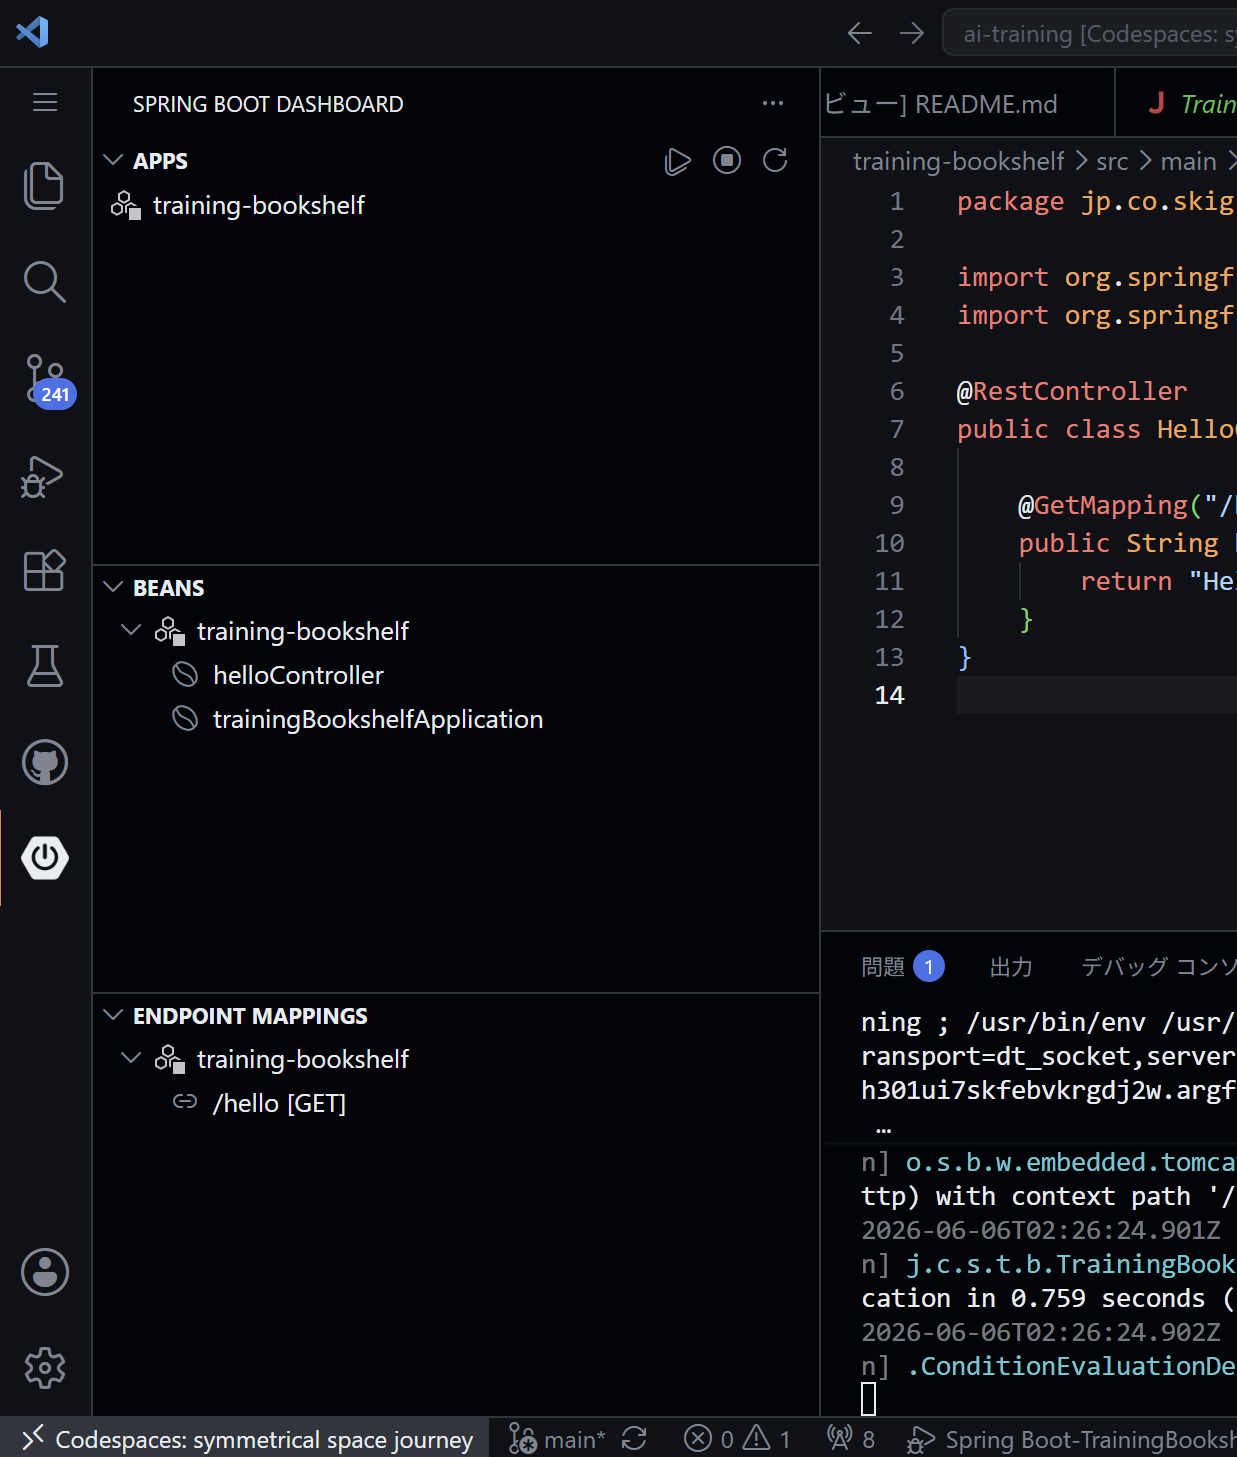 ai-training [Codespaces: sy
SPRING BOOT DASHBOARD
APPS
training-bookshelf
241
BEANS
training-bookshelf
helloController
trainingBookshelfApplication
ENDPOINT MAPPINGS
training-bookshelf
/hello [GET]
ビュー] README.md
J Train
training-bookshelf > src > main >
1 package jp.co.skig
2
3 import org.springf
4 import org.springf
5
6 @RestController
7 public class Hello
8
9 @GetMapping("/h
10 public String
11 return "Hel
12 }
13 }
14
問題 1 出力 デバッグ コンソ
ning ; /usr/bin/env /usr/
ransport=dt_socket,server
h301ui7skfebvkrgdj2w.argf
…
n] o.s.b.w.embedded.tomca
ttp) with context path '/
2026-06-06T02:26:24.901Z
n] j.c.s.t.b.TrainingBook
cation in 0.759 seconds (
2026-06-06T02:26:24.902Z
n] .ConditionEvaluationDe
Codespaces: symmetrical space journey main* 0 1 8 Spring Boot-TrainingBooksh